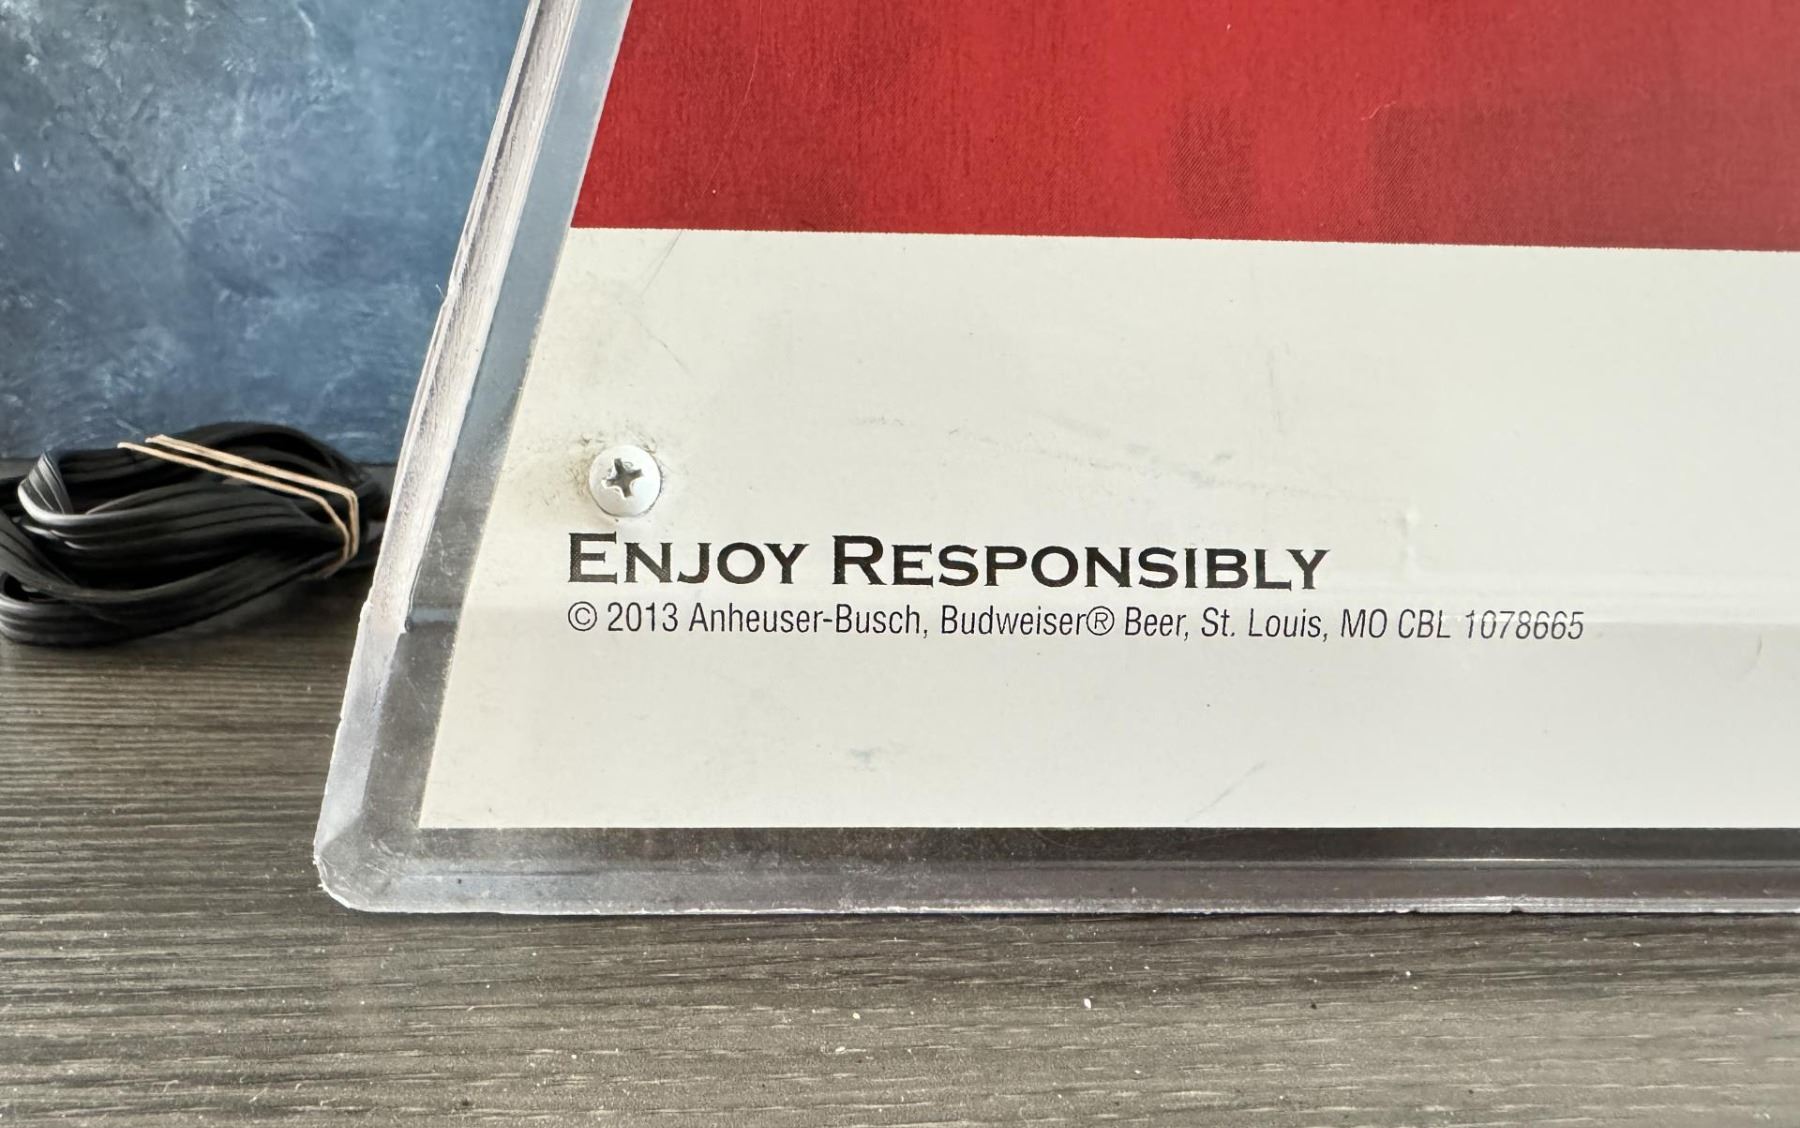 ENJOY RESPONSIBLY
© 2013 Anheuser-Busch, Budweiser® Beer, St. Louis, MO CBL 1078665